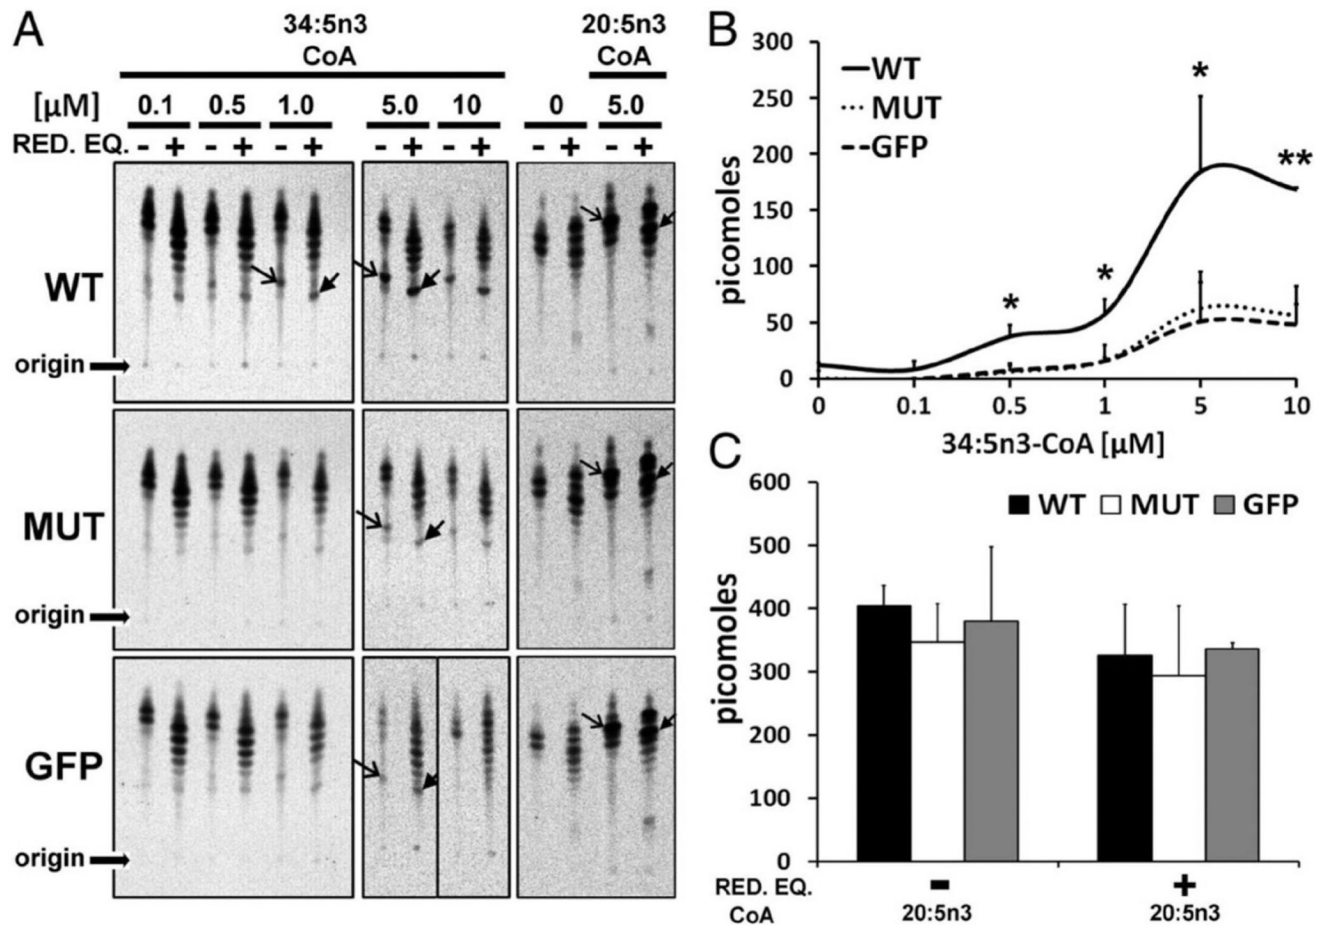 A
34:5n3
CoA
20:5n3
CoA
[µM] 0.1 0.5 1.0 5.0 10 0 5.0
RED. EQ. - + - + - + - + - + - + - +
WT
origin
MUT
origin
GFP
origin
B
300
250
200
150
100
50
0
picomoles
WT
MUT
GFP
* * * **
0 0.1 0.5 1 5 10
34:5n3-CoA [µM]
C
600
500
400
300
200
100
0
picomoles
WT MUT GFP
RED. EQ. - +
CoA 20:5n3 20:5n3